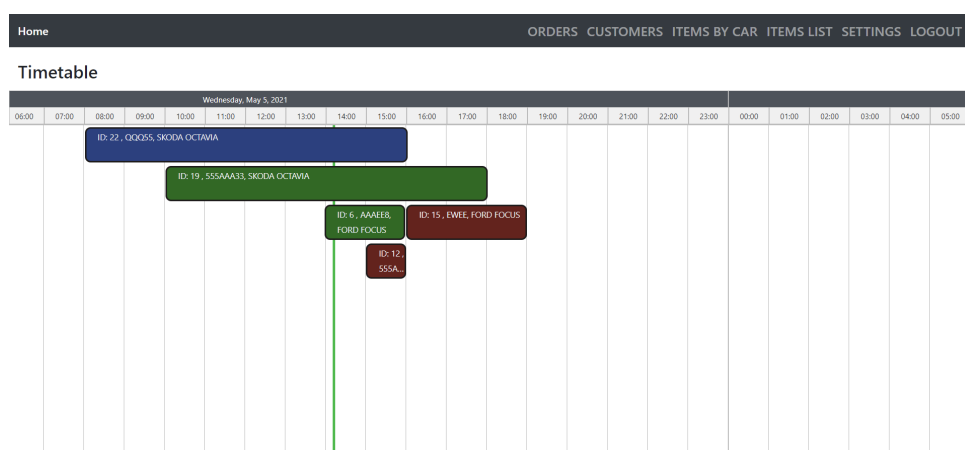 Home ORDERS CUSTOMERS ITEMS BY CAR ITEMS LIST SETTINGS LOGOUT
Timetable
Wednesday, May 5, 2021
06:00 07:00 08:00 09:00 10:00 11:00 12:00 13:00 14:00 15:00 16:00 17:00 18:00 19:00 20:00 21:00 22:00 23:00 00:00 01:00 02:00 03:00 04:00 05:00
ID: 22 , QQQ55, SKODA OCTAVIA
ID: 19 , 555AAA33, SKODA OCTAVIA
ID: 6 , AAAEE8,
FORD FOCUS
ID: 15 , EWEE, FORD FOCUS
ID: 12 ,
555A...